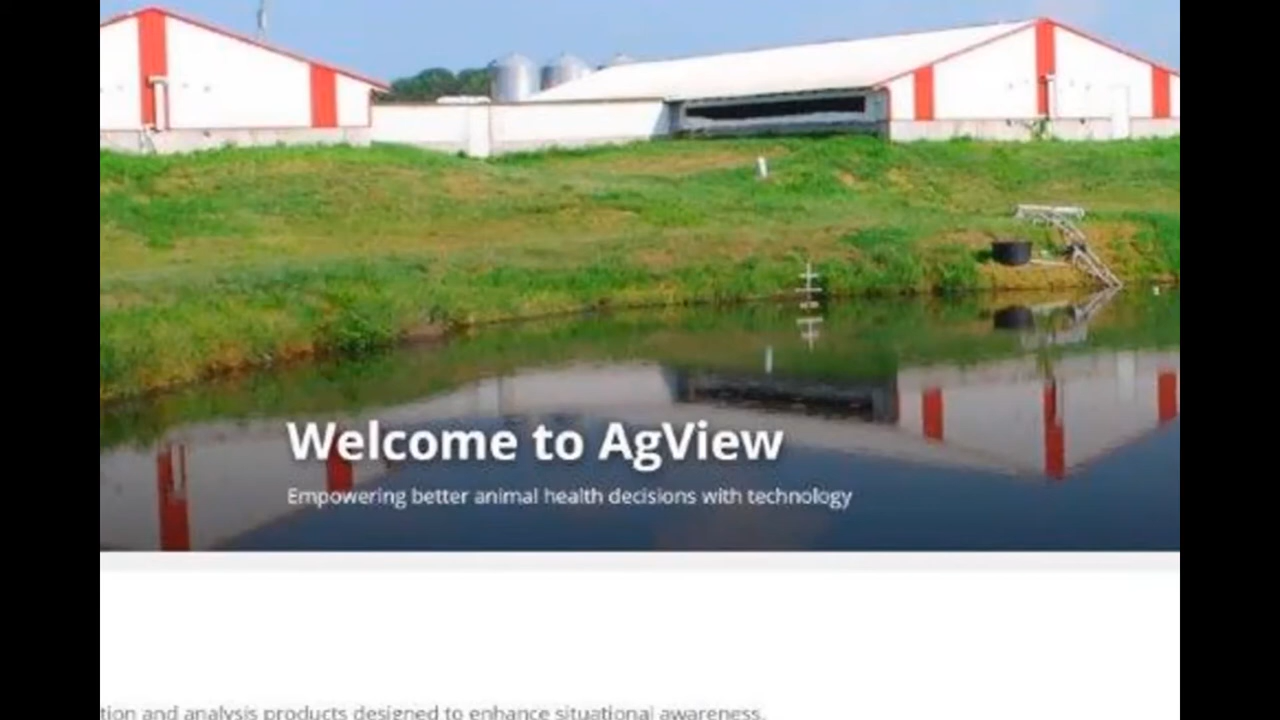 Welcome to AgView
Empowering better animal health decisions with technology
tion and analysis products designed to enhance situational awareness.